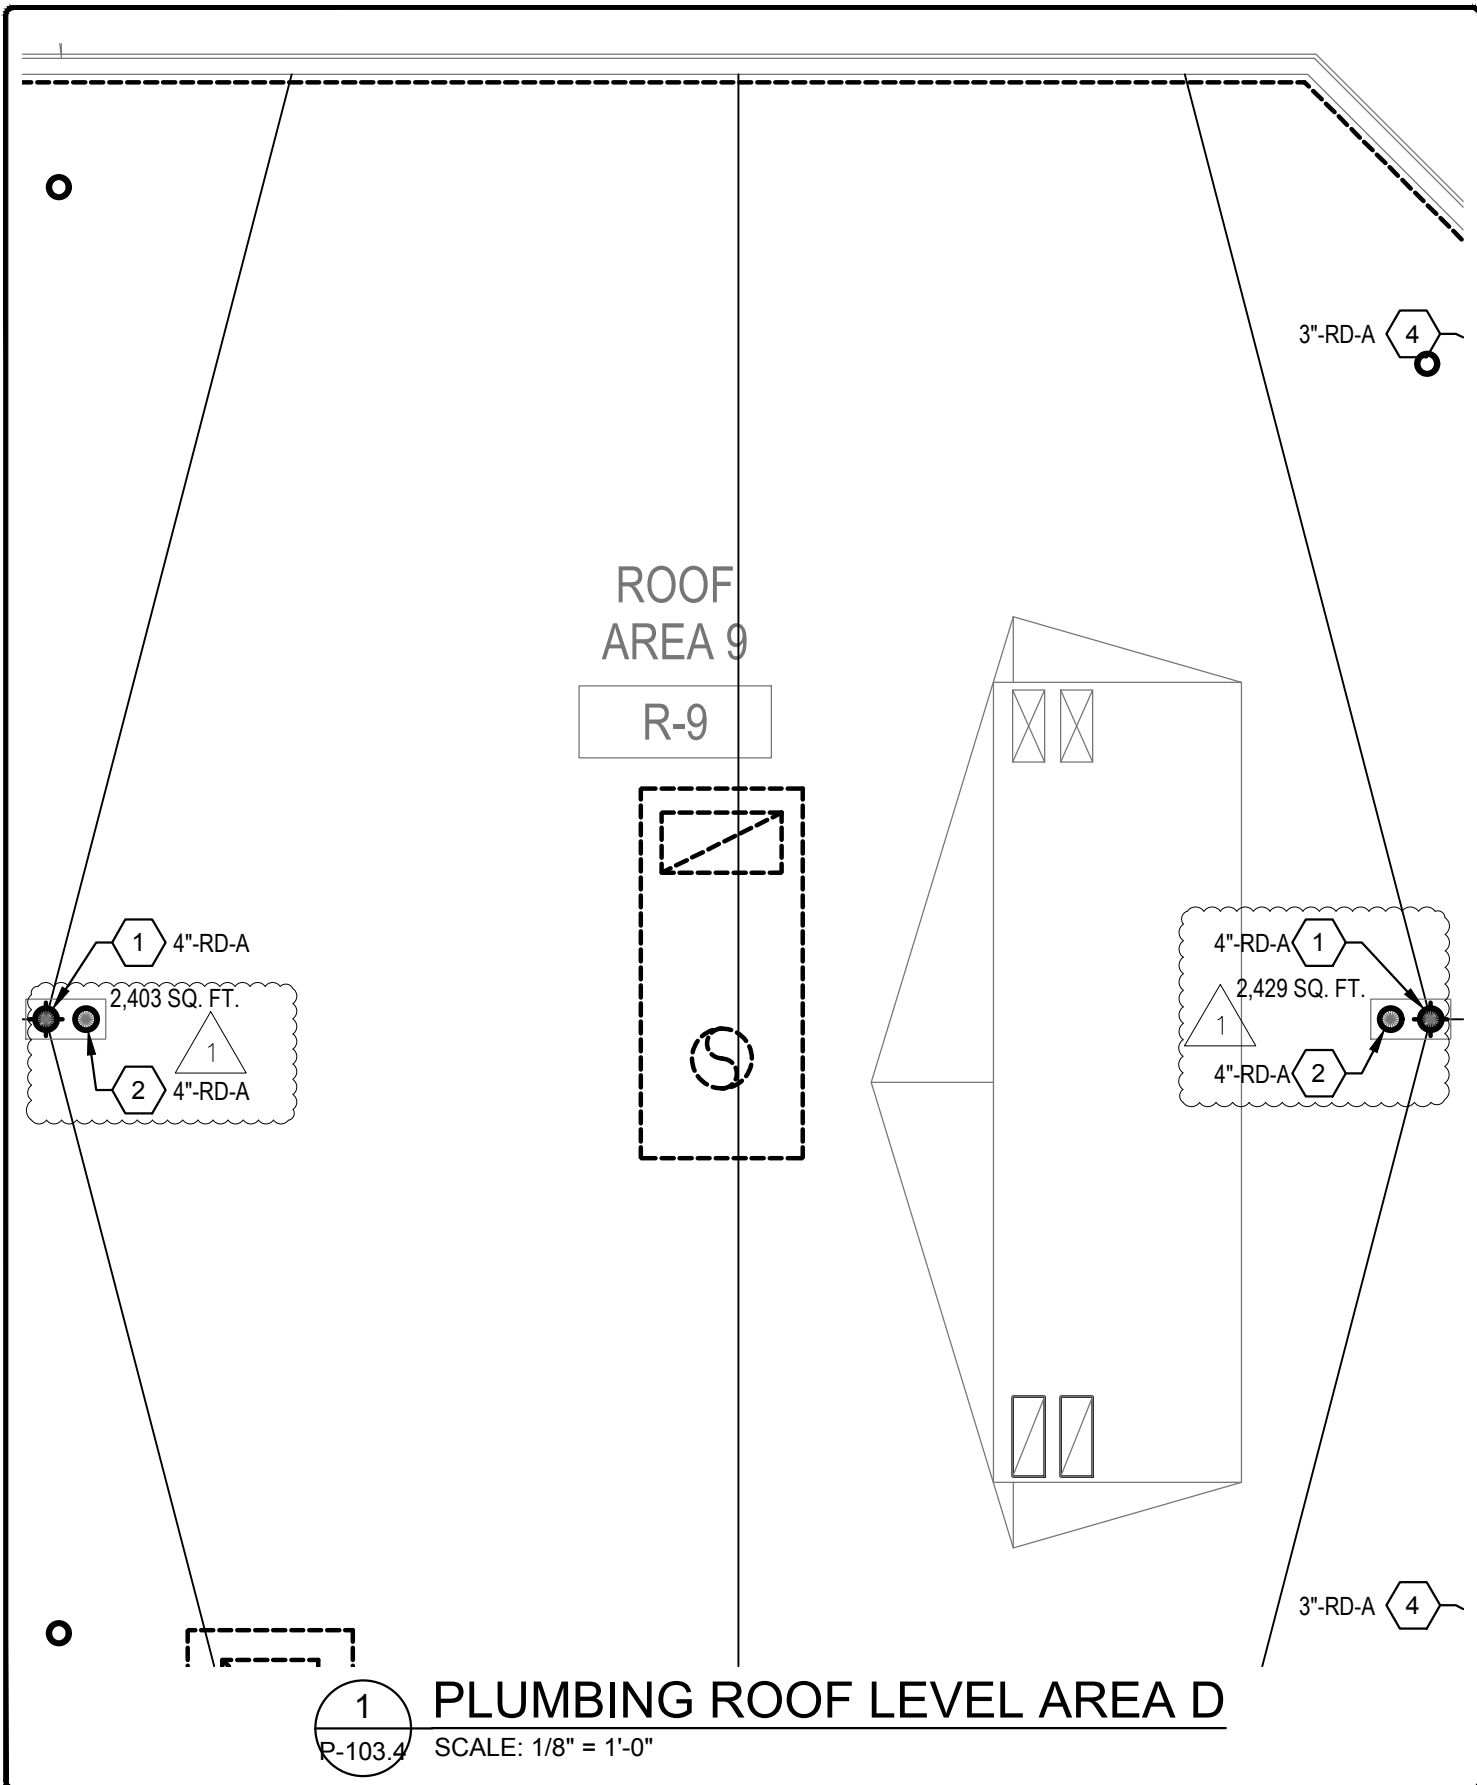 3"-RD-A 4
ROOF
AREA 9
R-9
1 4"-RD-A
2,403 SQ. FT.
1
2 4"-RD-A
4"-RD-A 1
2,429 SQ. FT.
1
4"-RD-A 2
3"-RD-A 4
1
P-103.4
PLUMBING ROOF LEVEL AREA D
SCALE: 1/8" = 1'-0"